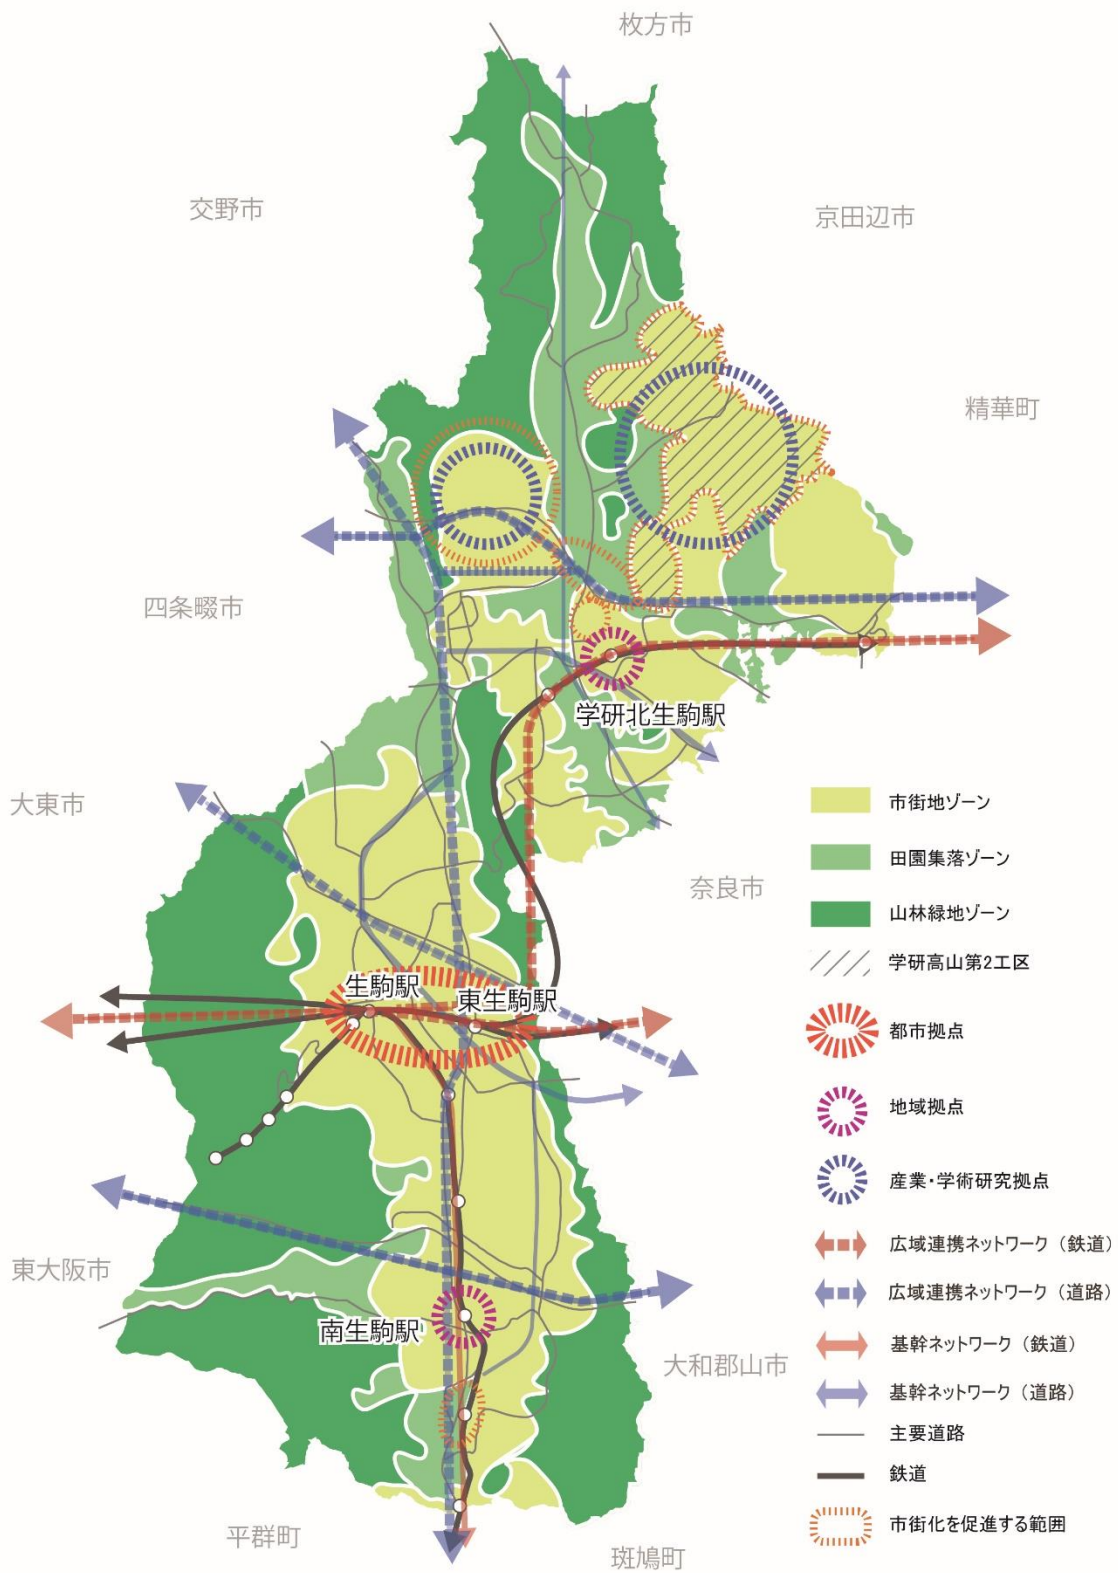 枚方市
交野市
京田辺市
精華町
四条畷市
学研北生駒駅
大東市
奈良市
生駒駅
東生駒駅
東大阪市
南生駒駅
大和郡山市
平群町
斑鳩町
市街地ゾーン
田園集落ゾーン
山林緑地ゾーン
学研高山第2工区
都市拠点
地域拠点
産業・学術研究拠点
広域連携ネットワーク（鉄道）
広域連携ネットワーク（道路）
基幹ネットワーク（鉄道）
基幹ネットワーク（道路）
主要道路
鉄道
市街化を促進する範囲